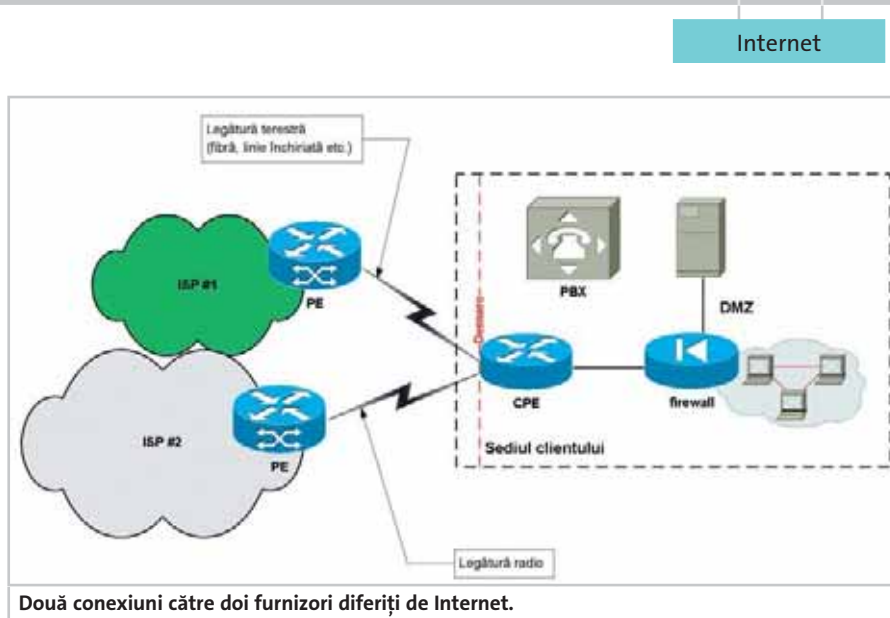 Internet
Legătură terestră
(fibră, linie închiriată etc.)
ISP #1
PE
PBX
DMZ
Demarc
CPE
firewall
ISP #2
PE
Sediul clientului
Legătură radio
Două conexiuni către doi furnizori diferiți de Internet.